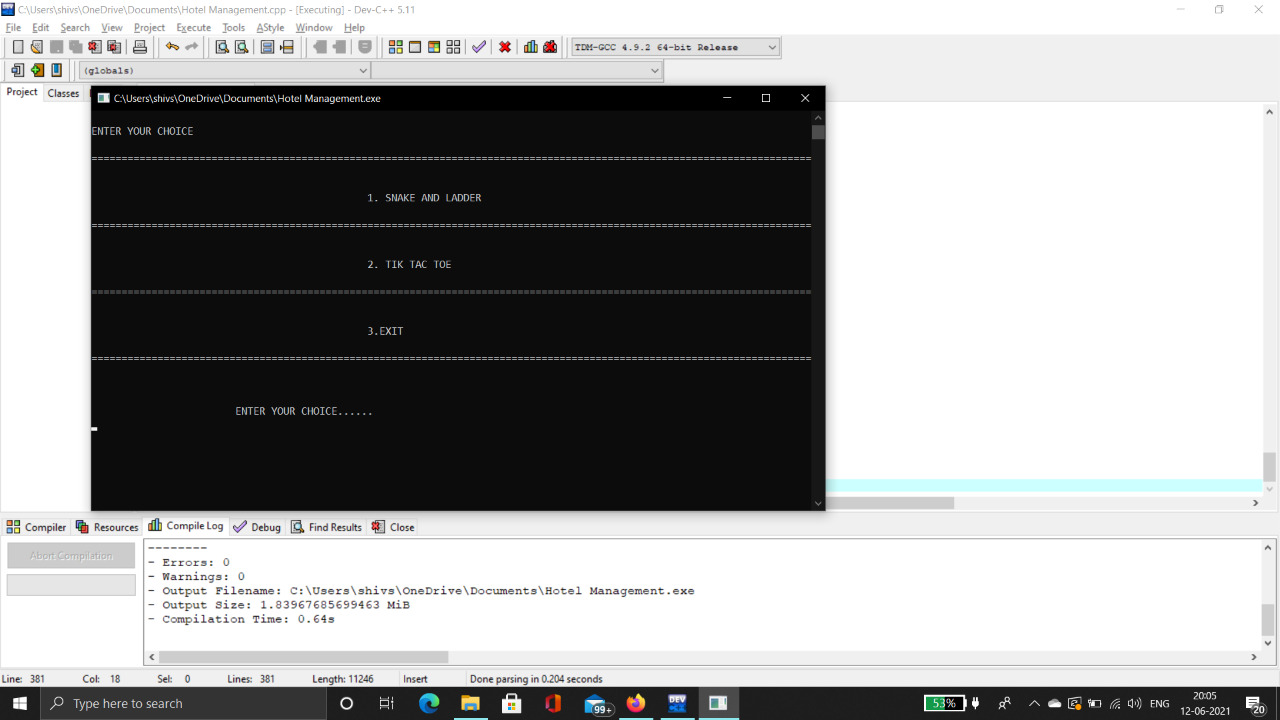 C:\Users\shivs\OneDrive\Documents\Hotel Management.cpp - [Executing] - Dev-C++ 5.11
File Edit Search View Project Execute Tools AStyle Window Help
TDM-GCC 4.9.2 64-bit Release
(globals)
Project Classes
C:\Users\shivs\OneDrive\Documents\Hotel Management.exe
ENTER YOUR CHOICE
1. SNAKE AND LADDER
2. TIK TAC TOE
3.EXIT
ENTER YOUR CHOICE......
Compiler Resources Compile Log Debug Find Results Close
Abort Compilation
--------
- Errors: 0
- Warnings: 0
- Output Filename: C:\Users\shivs\OneDrive\Documents\Hotel Management.exe
- Output Size: 1.83967685699463 MiB
- Compilation Time: 0.64s
Line: 381 Col: 18 Sel: 0 Lines: 381 Length: 11246 Insert Done parsing in 0.204 seconds
Type here to search
99+
DEV
53%
ENG
20:05
12-06-2021
20